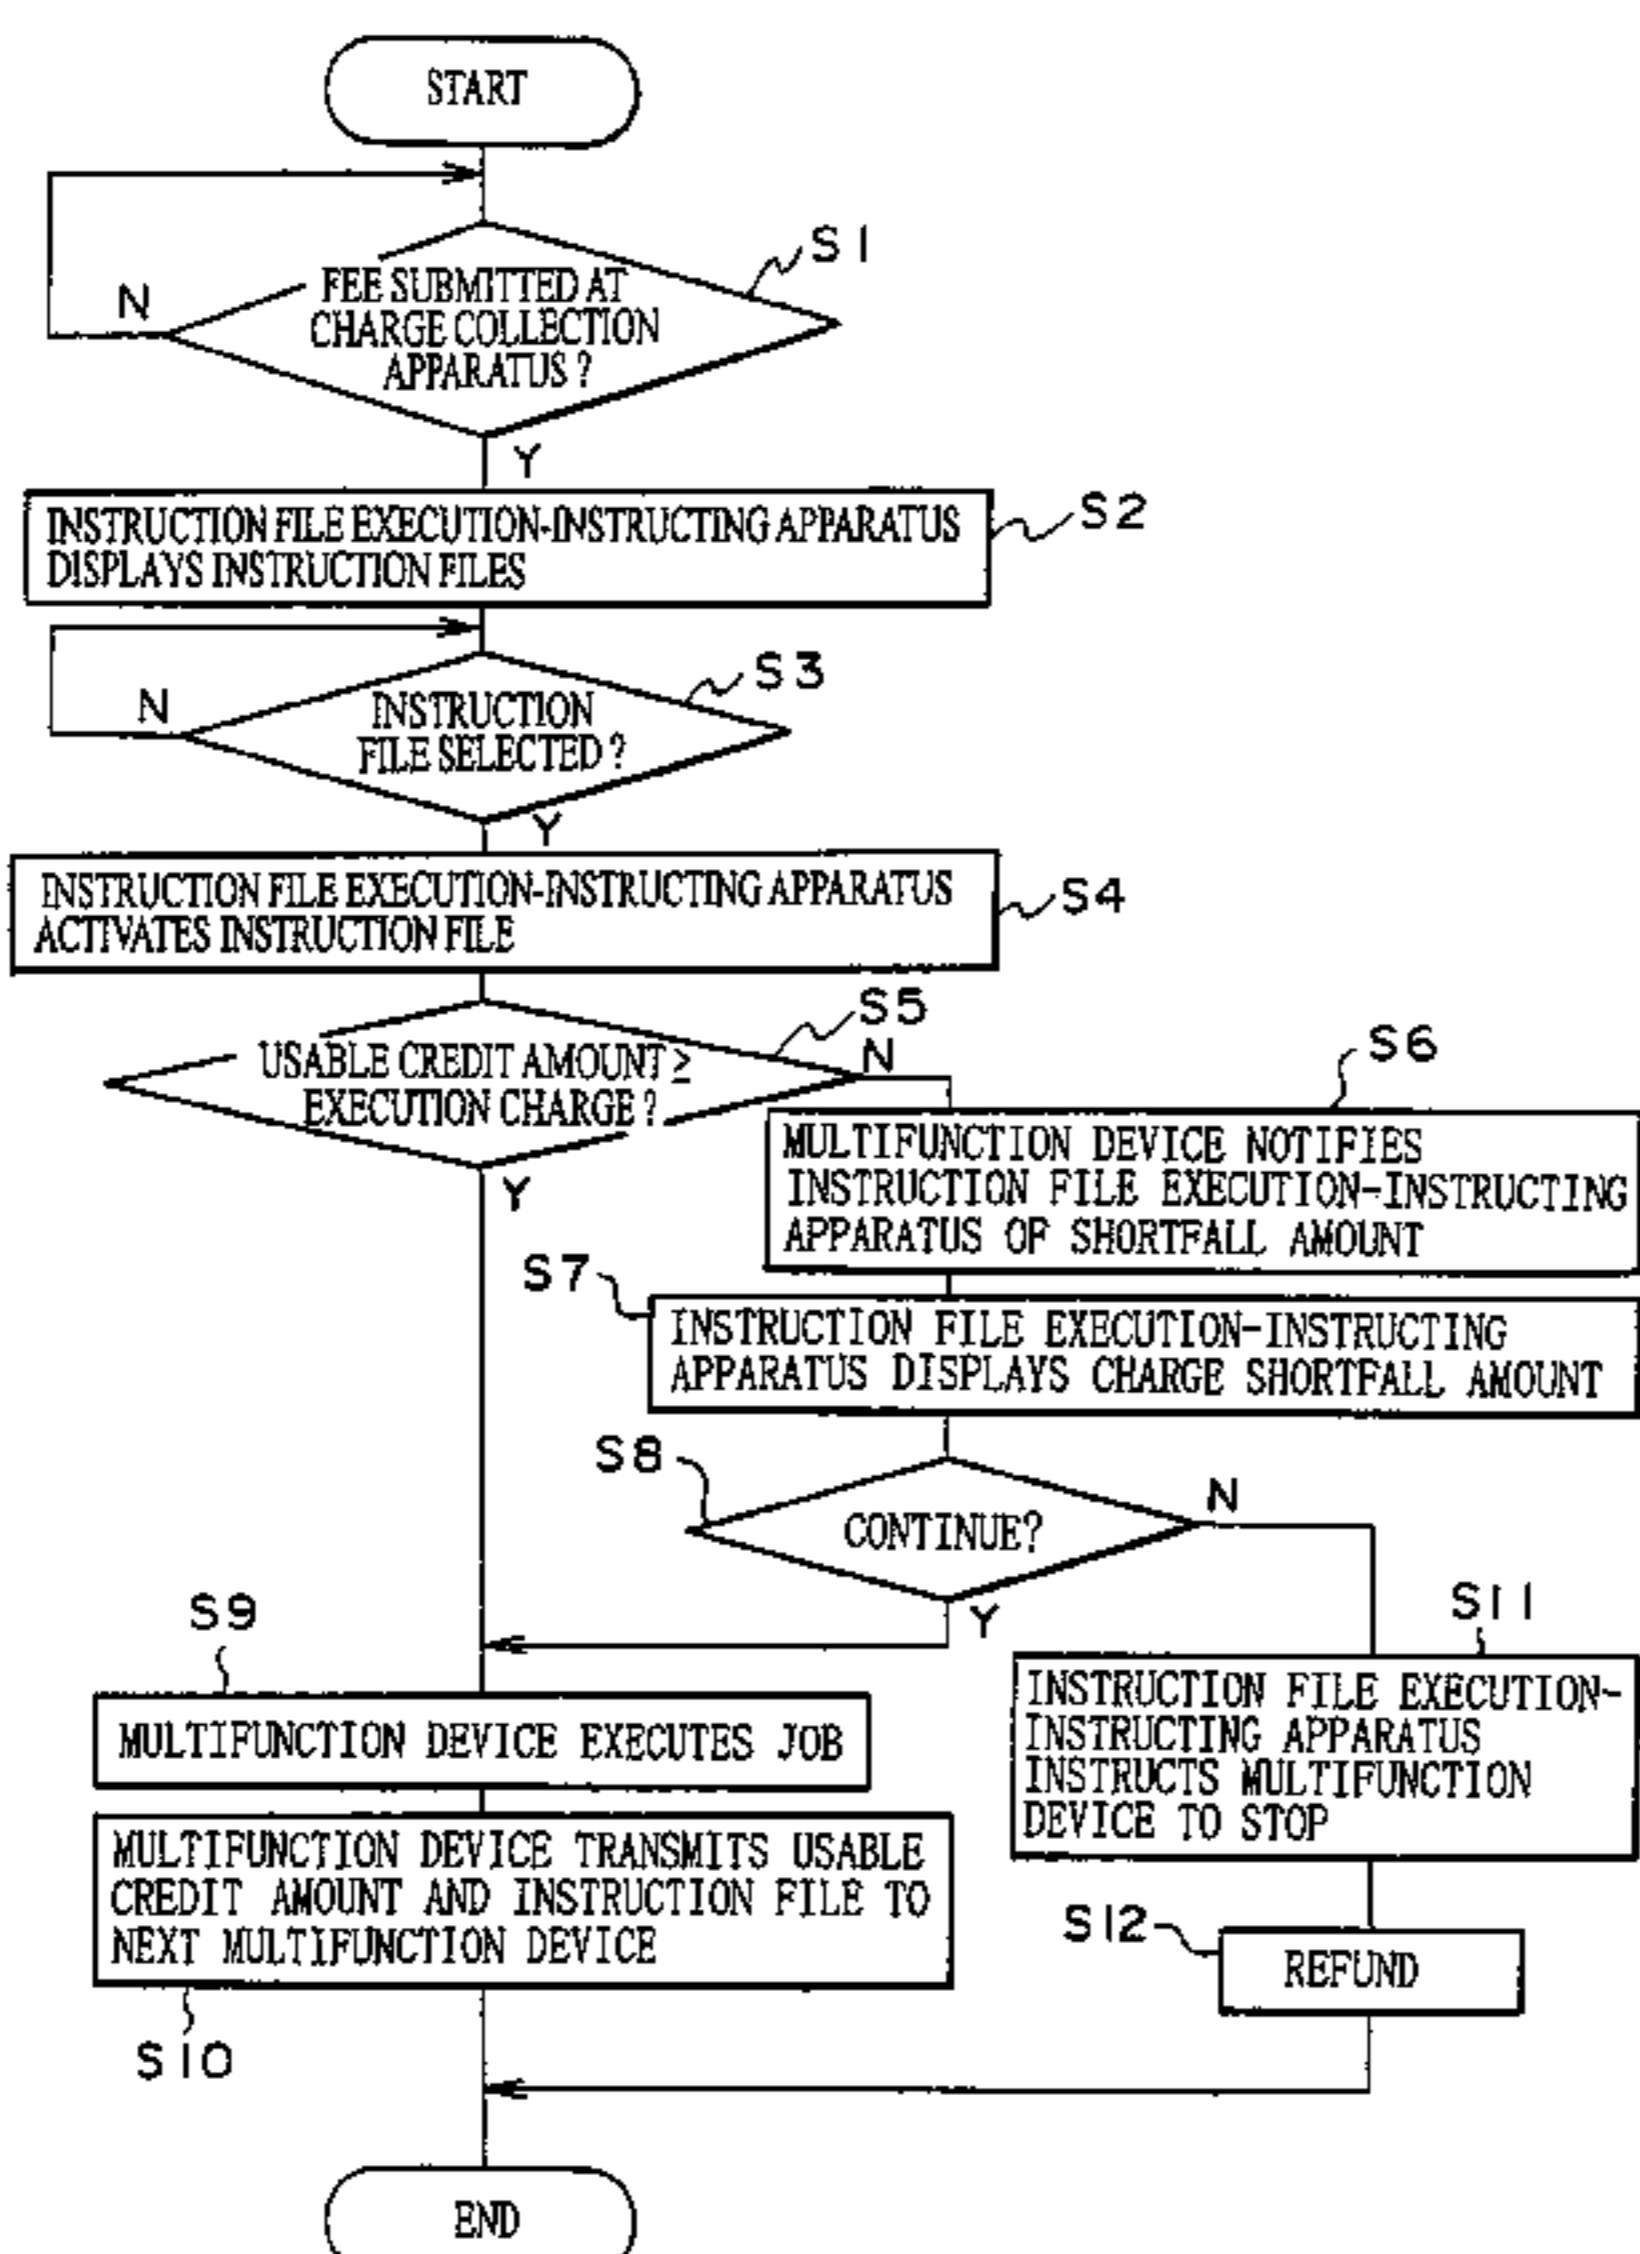 START
S1
FEE SUBMITTED AT
CHARGE COLLECTION
APPARATUS ?
N
Y
INSTRUCTION FILE EXECUTION-INSTRUCTING APPARATUS
DISPLAYS INSTRUCTION FILES
S2
S3
INSTRUCTION
FILE SELECTED ?
N
Y
INSTRUCTION FILE EXECUTION-INSTRUCTING APPARATUS
ACTIVATES INSTRUCTION FILE
S4
S5
USABLE CREDIT AMOUNT ≥
EXECUTION CHARGE ?
N
Y
S6
MULTIFUNCTION DEVICE NOTIFIES
INSTRUCTION FILE EXECUTION-INSTRUCTING
APPARATUS OF SHORTFALL AMOUNT
S7
INSTRUCTION FILE EXECUTION-INSTRUCTING
APPARATUS DISPLAYS CHARGE SHORTFALL AMOUNT
S8
CONTINUE?
N
Y
S9
MULTIFUNCTION DEVICE EXECUTES JOB
MULTIFUNCTION DEVICE TRANSMITS USABLE
CREDIT AMOUNT AND INSTRUCTION FILE TO
NEXT MULTIFUNCTION DEVICE
S10
S11
INSTRUCTION FILE EXECUTION-
INSTRUCTING APPARATUS
INSTRUCTS MULTIFUNCTION
DEVICE TO STOP
S12
REFUND
END